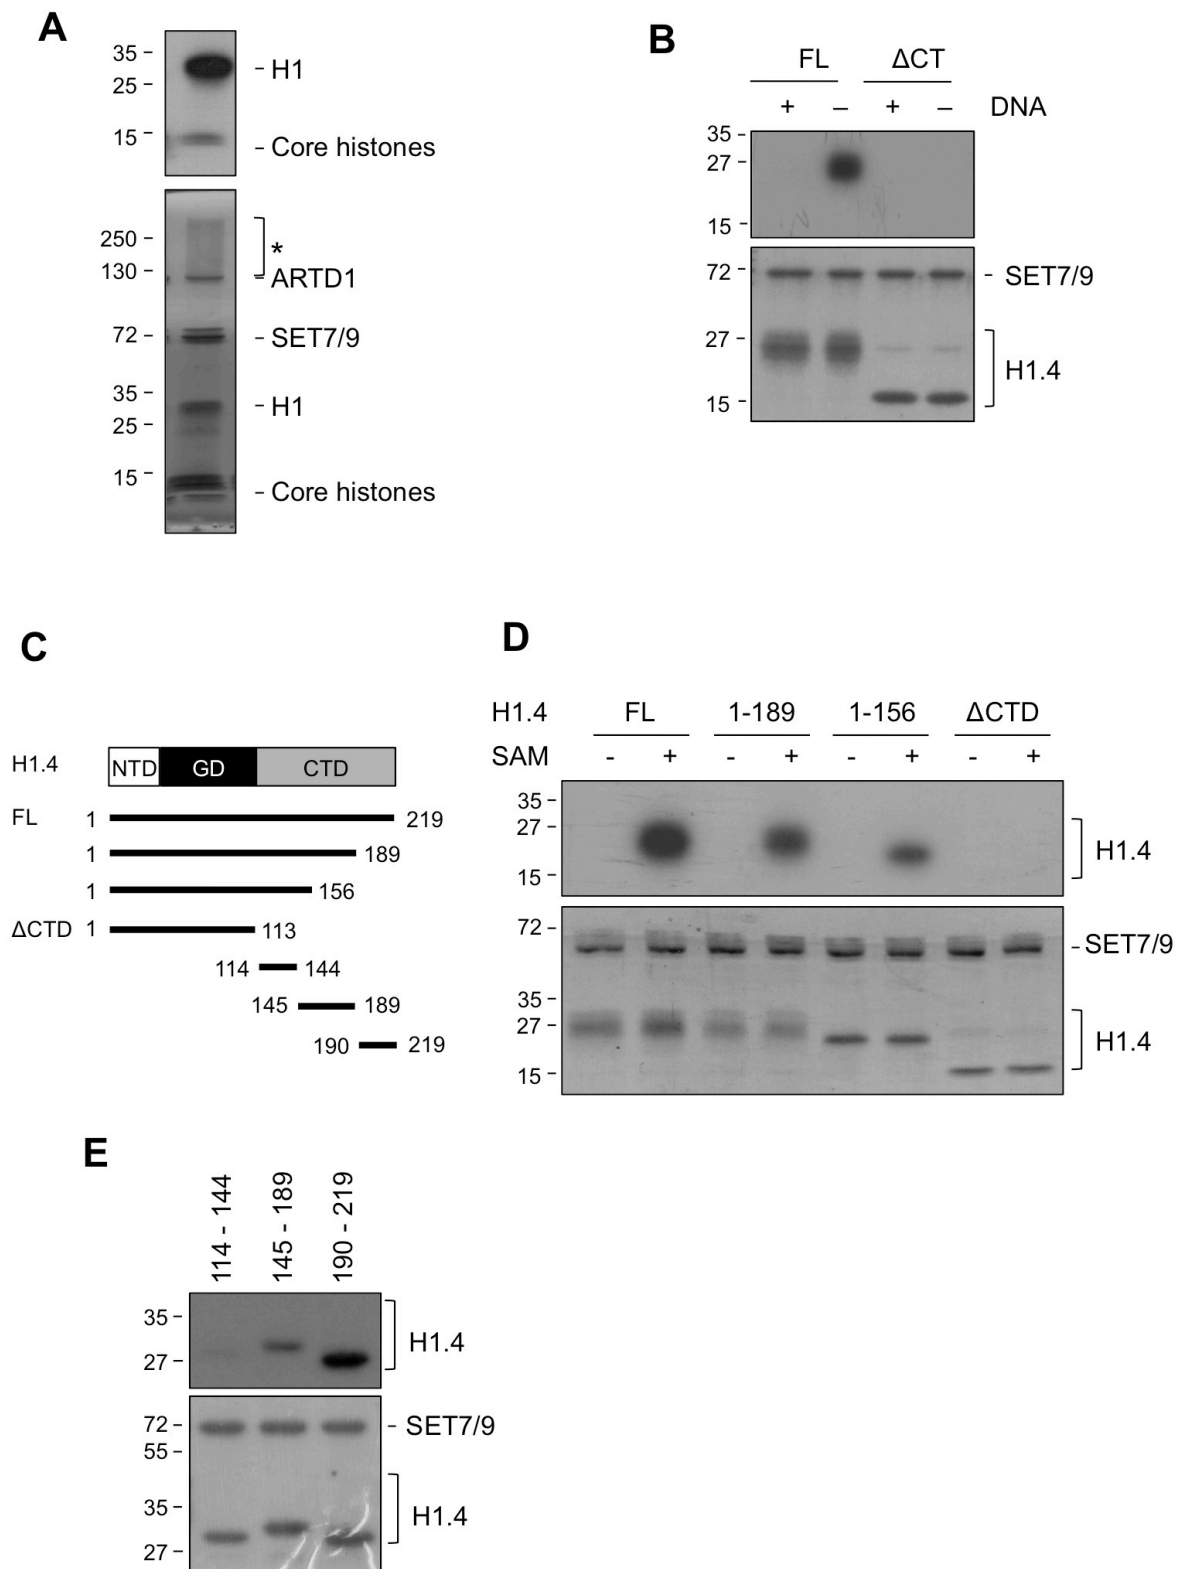 A
35
25
15
H1
Core histones
250
130
72
35
25
15
*
ARTD1
SET7/9
H1
Core histones
B
FL ΔCT
+ – + – DNA
35
27
15
72
27
15
SET7/9
H1.4
C
H1.4 NTD GD CTD
FL 1 219
1 189
1 156
ΔCTD 1 113
114 144
145 189
190 219
D
H1.4 FL 1-189 1-156 ΔCTD
SAM - + - + - + - +
35
27
15
H1.4
72
35
27
15
SET7/9
H1.4
E
114 - 144
145 - 189
190 - 219
35
27
H1.4
72
55
35
27
SET7/9
H1.4